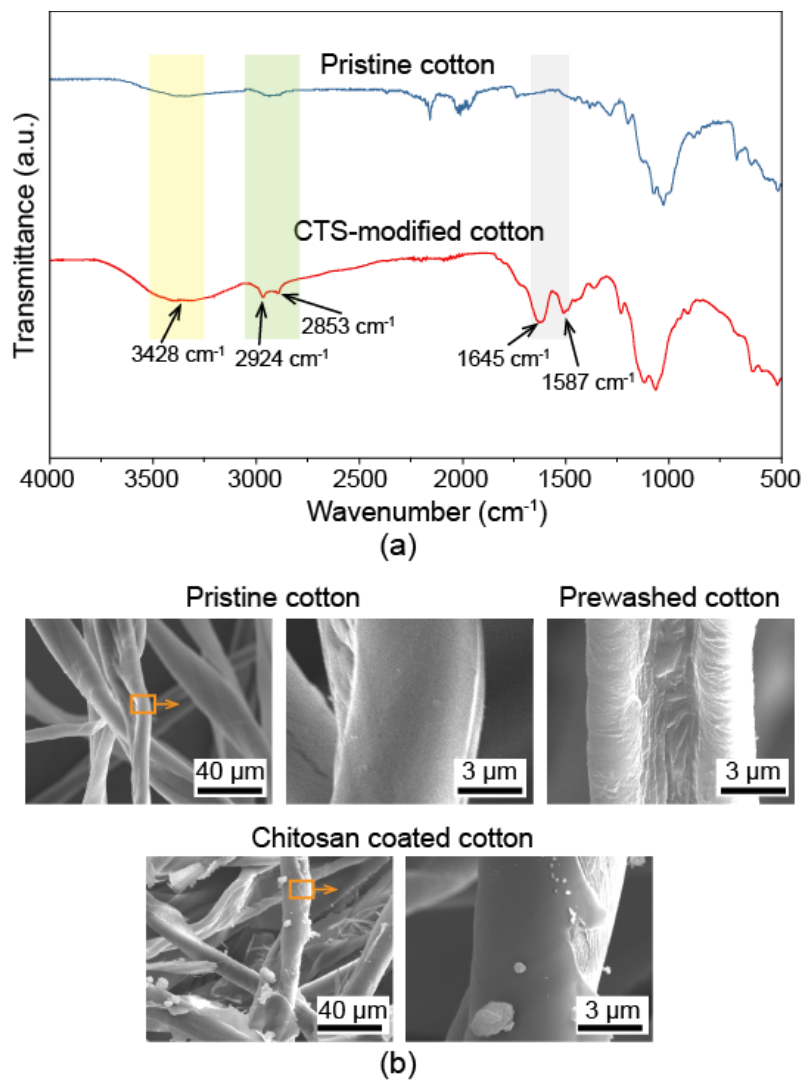 Transmittance (a.u.)
Pristine cotton
CTS-modified cotton
3428 cm⁻¹
2924 cm⁻¹
2853 cm⁻¹
1645 cm⁻¹
1587 cm⁻¹
4000 3500 3000 2500 2000 1500 1000 500
Wavenumber (cm⁻¹)
(a)
Pristine cotton Prewashed cotton
40 µm 3 µm 3 µm
Chitosan coated cotton
40 µm 3 µm
(b)